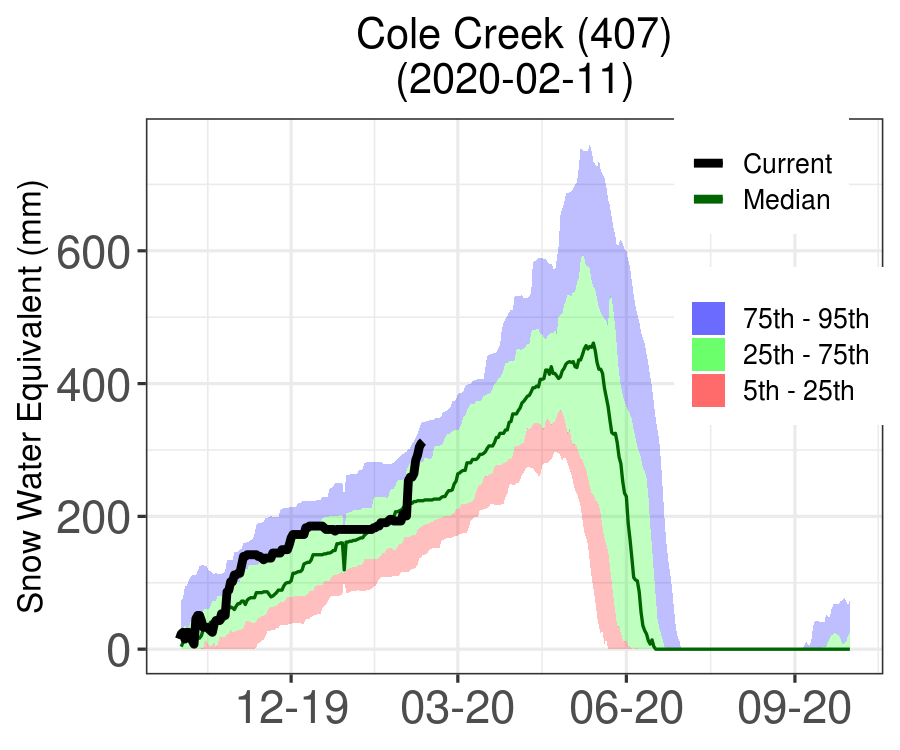 Cole Creek (407)
(2020-02-11)
Snow Water Equivalent (mm)
600
400
200
0
12-19
03-20
06-20
09-20
Current
Median
75th - 95th
25th - 75th
5th - 25th